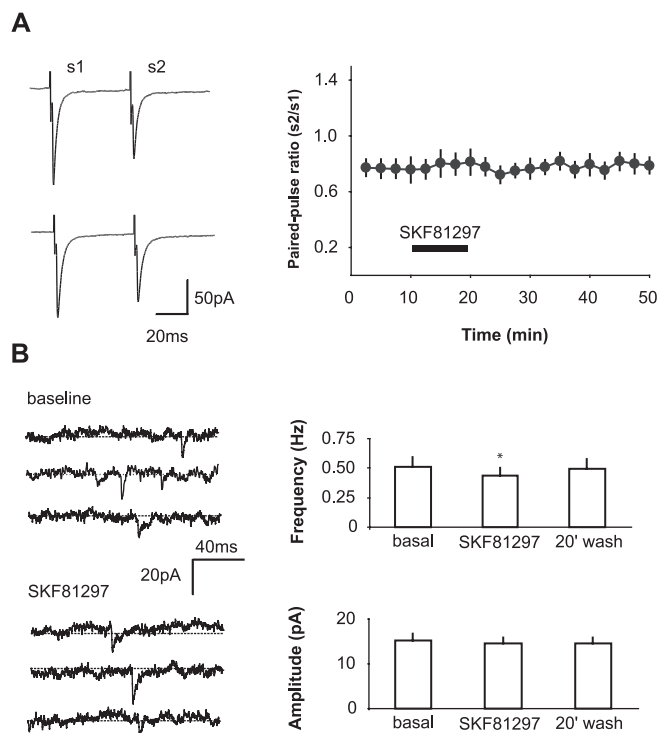 A
s1
s2
50pA
20ms
Paired-pulse ratio (s2/s1)
1.4
1.0
0.6
0.2
SKF81297
0
10
20
30
40
50
Time (min)
B
baseline
40ms
20pA
SKF81297
Frequency (Hz)
0.75
0.50
0.25
0
*
basal
SKF81297
20' wash
Amplitude (pA)
20
10
0
basal
SKF81297
20' wash